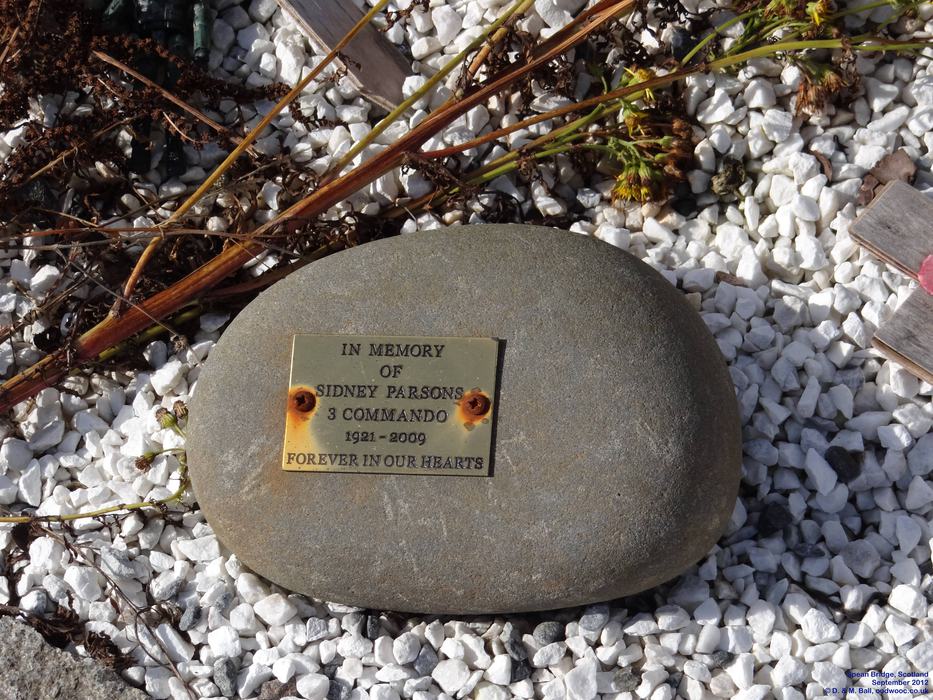 IN MEMORY
OF
SIDNEY PARSONS
3 COMMANDO
1921 - 2009
FOREVER IN OUR HEARTS
Spean Bridge, Scotland
September 2012
© D. & M. Ball, oodwooc.co.uk